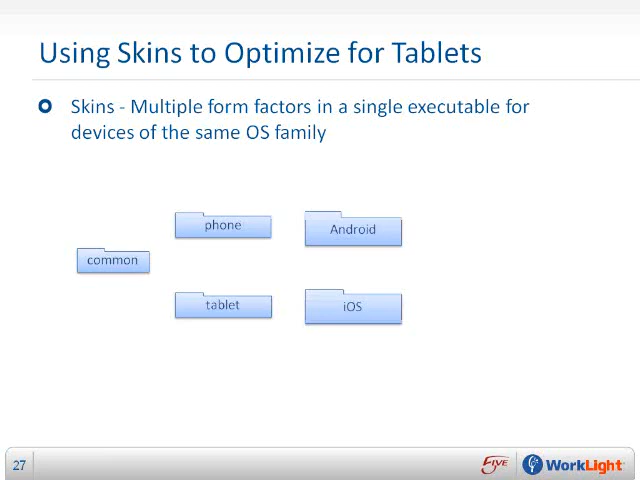 Using Skins to Optimize for Tablets
Skins - Multiple form factors in a single executable for
devices of the same OS family
phone
Android
common
tablet
iOS
27
FIVE
WorkLight